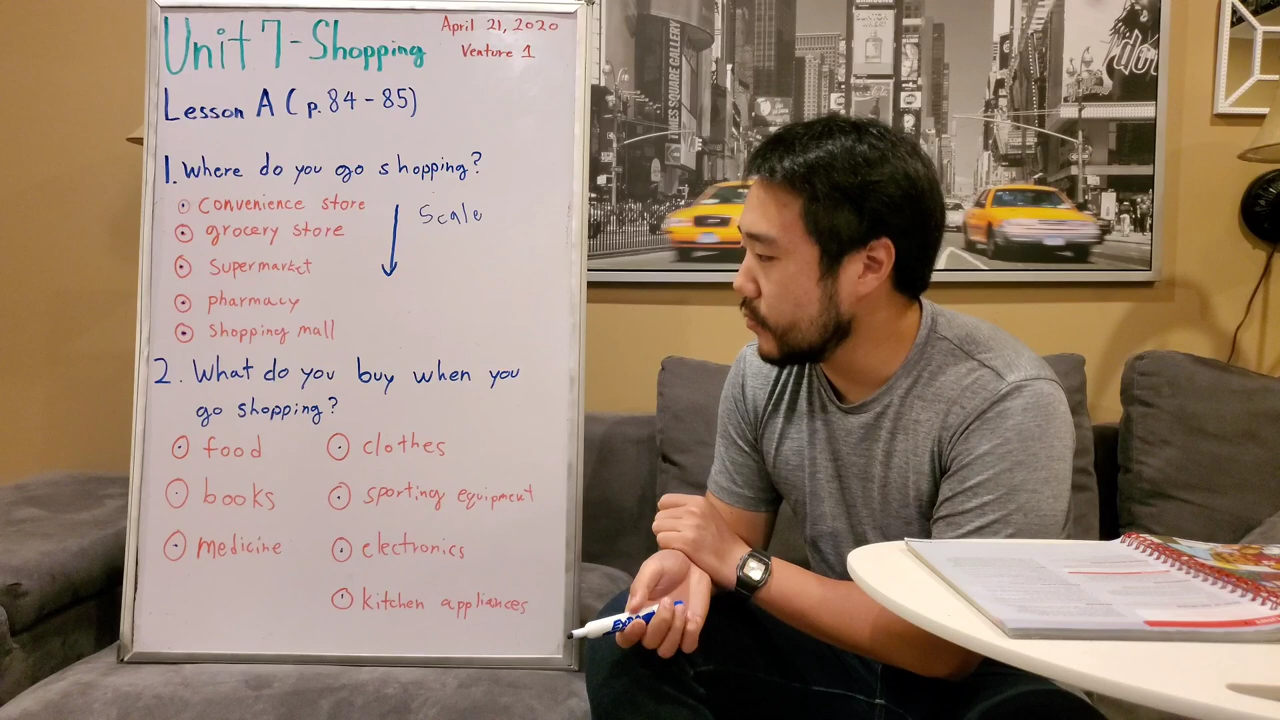 Unit 7 - Shopping
April 21, 2020
Venture 1
Lesson A ( p. 84 - 85)
1. Where do you go shopping?
convenience store
grocery store
supermarket
pharmacy
shopping mall
Scale
2. What do you buy when you
go shopping?
food
books
medicine
clothes
sporting equipment
electronics
kitchen appliances
SQUARE GALLERY